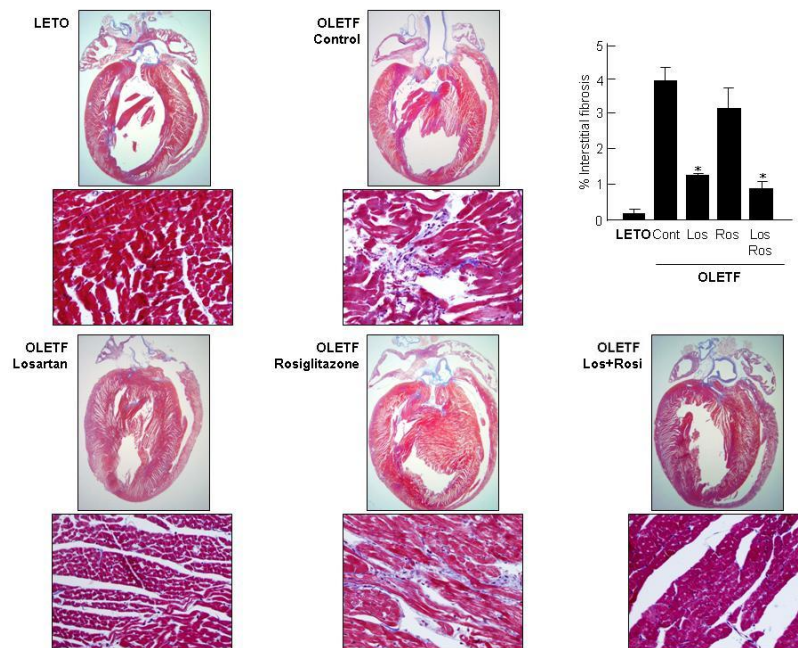 LETO
OLETF
Control
OLETF
Losartan
OLETF
Rosiglitazone
OLETF
Los+Rosi
% Interstitial fibrosis
5
4
3
2
1
0
*
*
LETO Cont Los Ros Los
Ros
OLETF